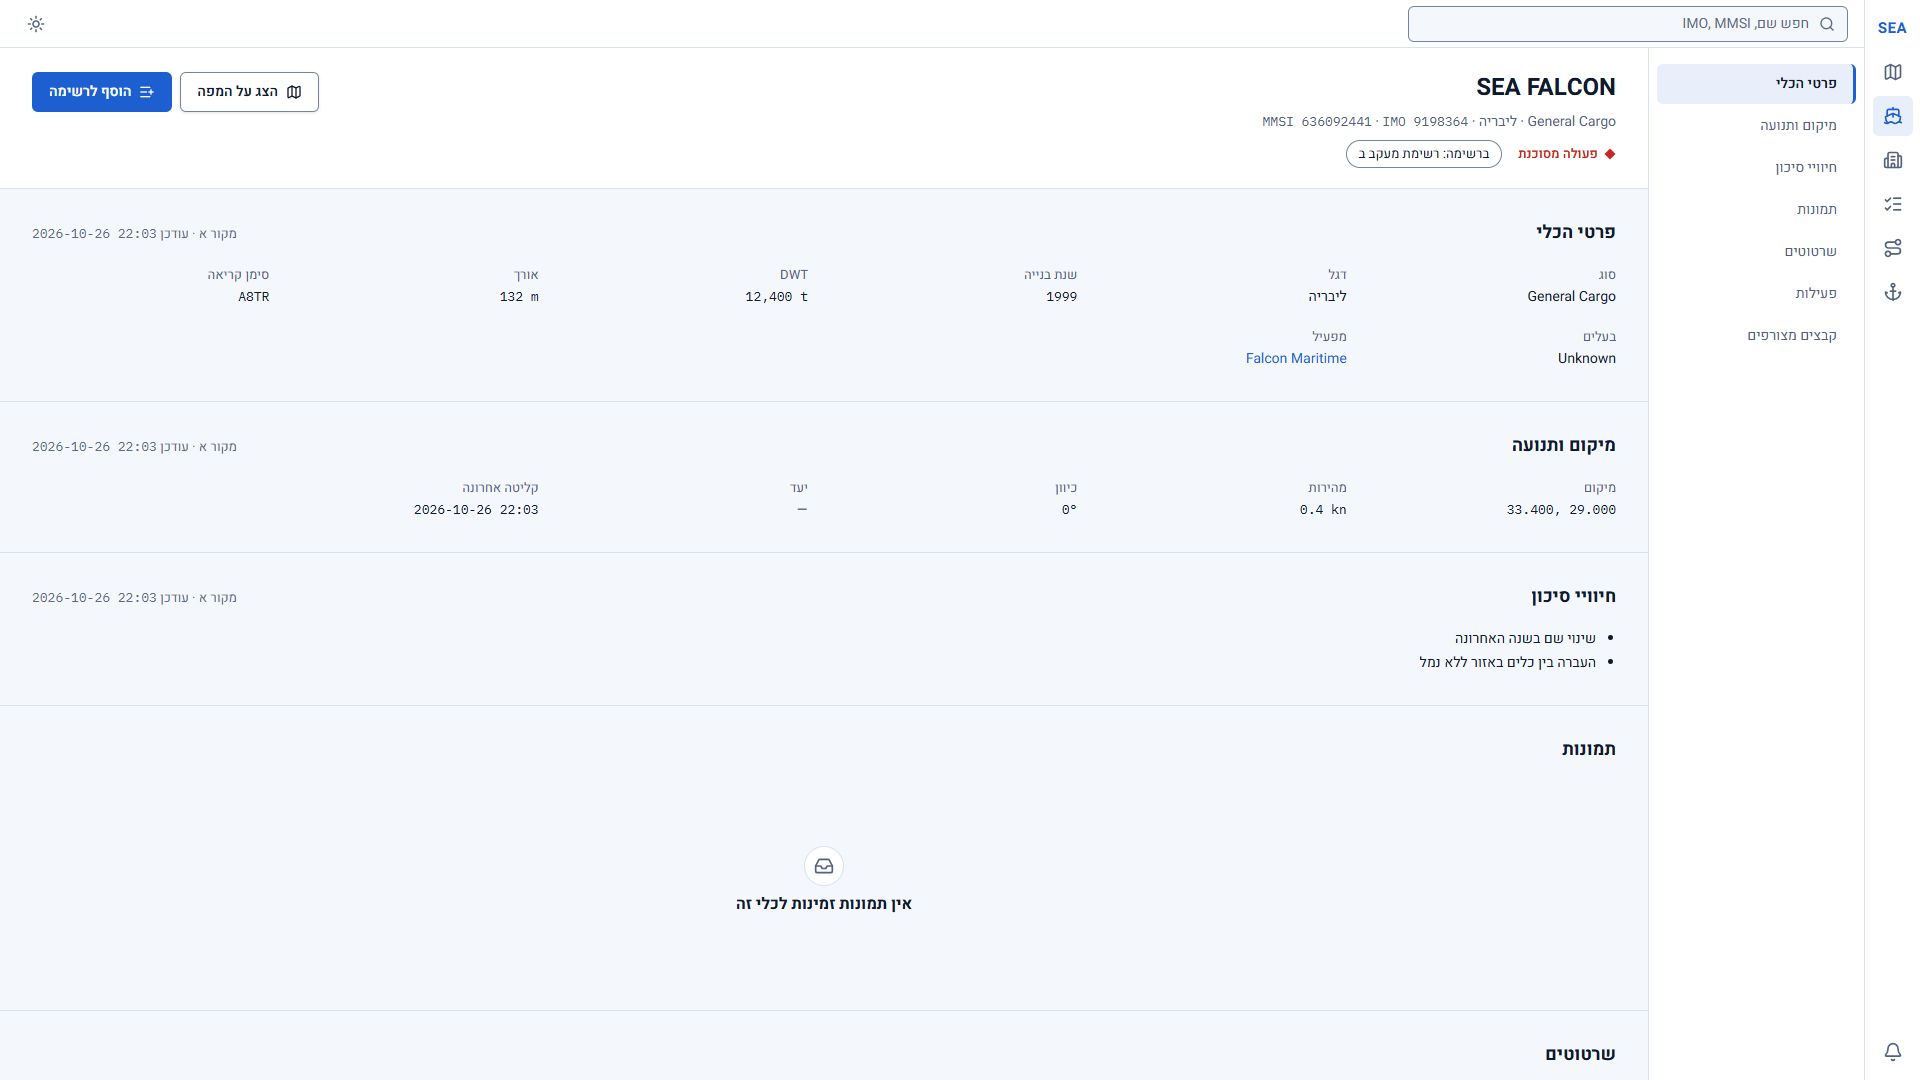 SEA
חפש שם, IMO, MMSI
פרטי הכלי
מיקום ותנועה
חיוויי סיכון
תמונות
שרטוטים
פעילות
קבצים מצורפים
SEA FALCON
General Cargo · ליבריה · IMO 9198364 · MMSI 636092441
פעולה מסוכנת
ברשימה: רשימת מעקב ב
הצג על המפה
הוסף לרשימה
פרטי הכלי
מקור א · עודכן 2026-10-26 22:03
סוג
General Cargo
דגל
ליבריה
שנת בנייה
1999
DWT
12,400 t
אורך
132 m
סימן קריאה
A8TR
בעלים
Unknown
מפעיל
Falcon Maritime
מיקום ותנועה
מקור א · עודכן 2026-10-26 22:03
מיקום
33.400, 29.000
מהירות
0.4 kn
כיוון
0°
יעד
—
קליטה אחרונה
2026-10-26 22:03
חיוויי סיכון
מקור א · עודכן 2026-10-26 22:03
• שינוי שם בשנה האחרונה
• העברה בין כלים באזור ללא נמל
תמונות
אין תמונות זמינות לכלי זה
שרטוטים